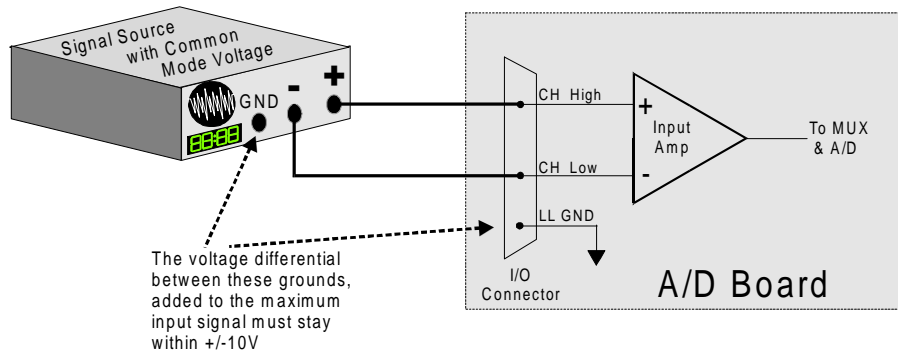 Signal Source
with Common
Mode Voltage
GND
-
+
88:88
CH High
+
Input
Amp
To MUX
& A/D
CH Low
-
LL GND
I/O
Connector
A/D Board
The voltage differential
between these grounds,
added to the maximum
input signal must stay
within +/-10V